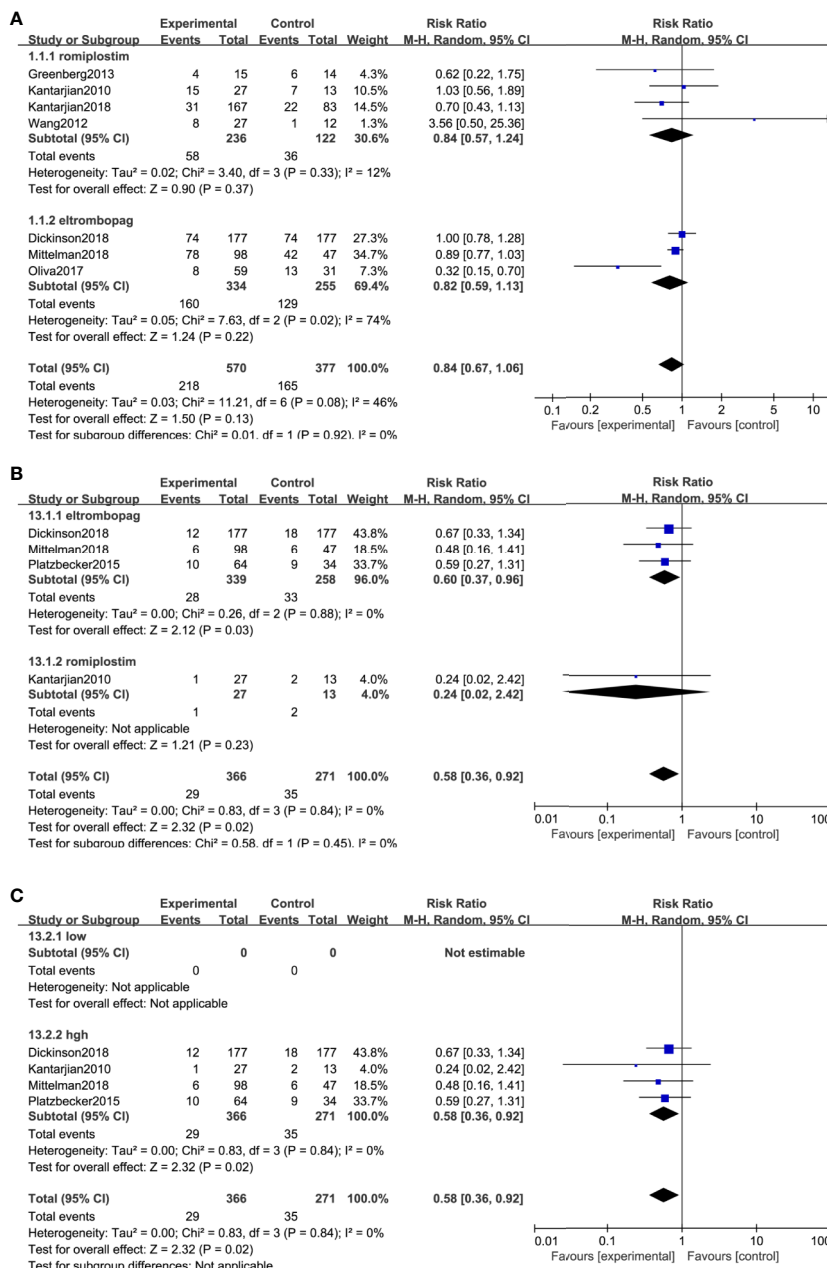 A
Experimental Control Risk Ratio Risk Ratio
Study or Subgroup Events Total Events Total Weight M-H, Random, 95% CI M-H, Random, 95% CI
1.1.1 romiplostim
Greenberg2013 4 15 6 14 4.3% 0.62 [0.22, 1.75]
Kantarjian2010 15 27 7 13 10.5% 1.03 [0.56, 1.89]
Kantarjian2018 31 167 22 83 14.5% 0.70 [0.43, 1.13]
Wang2012 8 27 1 12 1.3% 3.56 [0.50, 25.36]
Subtotal (95% CI) 236 122 30.6% 0.84 [0.57, 1.24]
Total events 58 36
Heterogeneity: Tau² = 0.02; Chi² = 3.40, df = 3 (P = 0.33); I² = 12%
Test for overall effect: Z = 0.90 (P = 0.37)
1.1.2 eltrombopag
Dickinson2018 74 177 74 177 27.3% 1.00 [0.78, 1.28]
Mittelman2018 78 98 42 47 34.7% 0.89 [0.77, 1.03]
Oliva2017 8 59 13 31 7.3% 0.32 [0.15, 0.70]
Subtotal (95% CI) 334 255 69.4% 0.82 [0.59, 1.13]
Total events 160 129
Heterogeneity: Tau² = 0.05; Chi² = 7.63, df = 2 (P = 0.02); I² = 74%
Test for overall effect: Z = 1.24 (P = 0.22)
Total (95% CI) 570 377 100.0% 0.84 [0.67, 1.06]
Total events 218 165
Heterogeneity: Tau² = 0.03; Chi² = 11.21, df = 6 (P = 0.08); I² = 46%
Test for overall effect: Z = 1.50 (P = 0.13)
Test for subgroup differences: Chi² = 0.01, df = 1 (P = 0.92), I² = 0%
0.1 0.2 0.5 1 2 5 10
Favours [experimental] Favours [control]
B
Experimental Control Risk Ratio Risk Ratio
Study or Subgroup Events Total Events Total Weight M-H, Random, 95% CI M-H, Random, 95% CI
13.1.1 eltrombopag
Dickinson2018 12 177 18 177 43.8% 0.67 [0.33, 1.34]
Mittelman2018 6 98 6 47 18.5% 0.48 [0.16, 1.41]
Platzbecker2015 10 64 9 34 33.7% 0.59 [0.27, 1.31]
Subtotal (95% CI) 339 258 96.0% 0.60 [0.37, 0.96]
Total events 28 33
Heterogeneity: Tau² = 0.00; Chi² = 0.26, df = 2 (P = 0.88); I² = 0%
Test for overall effect: Z = 2.12 (P = 0.03)
13.1.2 romiplostim
Kantarjian2010 1 27 2 13 4.0% 0.24 [0.02, 2.42]
Subtotal (95% CI) 27 13 4.0% 0.24 [0.02, 2.42]
Total events 1 2
Heterogeneity: Not applicable
Test for overall effect: Z = 1.21 (P = 0.23)
Total (95% CI) 366 271 100.0% 0.58 [0.36, 0.92]
Total events 29 35
Heterogeneity: Tau² = 0.00; Chi² = 0.83, df = 3 (P = 0.84); I² = 0%
Test for overall effect: Z = 2.32 (P = 0.02)
Test for subgroup differences: Chi² = 0.58, df = 1 (P = 0.45), I² = 0%
0.01 0.1 1 10 100
Favours [experimental] Favours [control]
C
Experimental Control Risk Ratio Risk Ratio
Study or Subgroup Events Total Events Total Weight M-H, Random, 95% CI M-H, Random, 95% CI
13.2.1 low
Subtotal (95% CI) 0 0 Not estimable
Total events 0 0
Heterogeneity: Not applicable
Test for overall effect: Not applicable
13.2.2 hgh
Dickinson2018 12 177 18 177 43.8% 0.67 [0.33, 1.34]
Kantarjian2010 1 27 2 13 4.0% 0.24 [0.02, 2.42]
Mittelman2018 6 98 6 47 18.5% 0.48 [0.16, 1.41]
Platzbecker2015 10 64 9 34 33.7% 0.59 [0.27, 1.31]
Subtotal (95% CI) 366 271 100.0% 0.58 [0.36, 0.92]
Total events 29 35
Heterogeneity: Tau² = 0.00; Chi² = 0.83, df = 3 (P = 0.84); I² = 0%
Test for overall effect: Z = 2.32 (P = 0.02)
Total (95% CI) 366 271 100.0% 0.58 [0.36, 0.92]
Total events 29 35
Heterogeneity: Tau² = 0.00; Chi² = 0.83, df = 3 (P = 0.84); I² = 0%
Test for overall effect: Z = 2.32 (P = 0.02)
Test for subgroup differences: Not applicable
0.01 0.1 1 10 100
Favours [experimental] Favours [control]